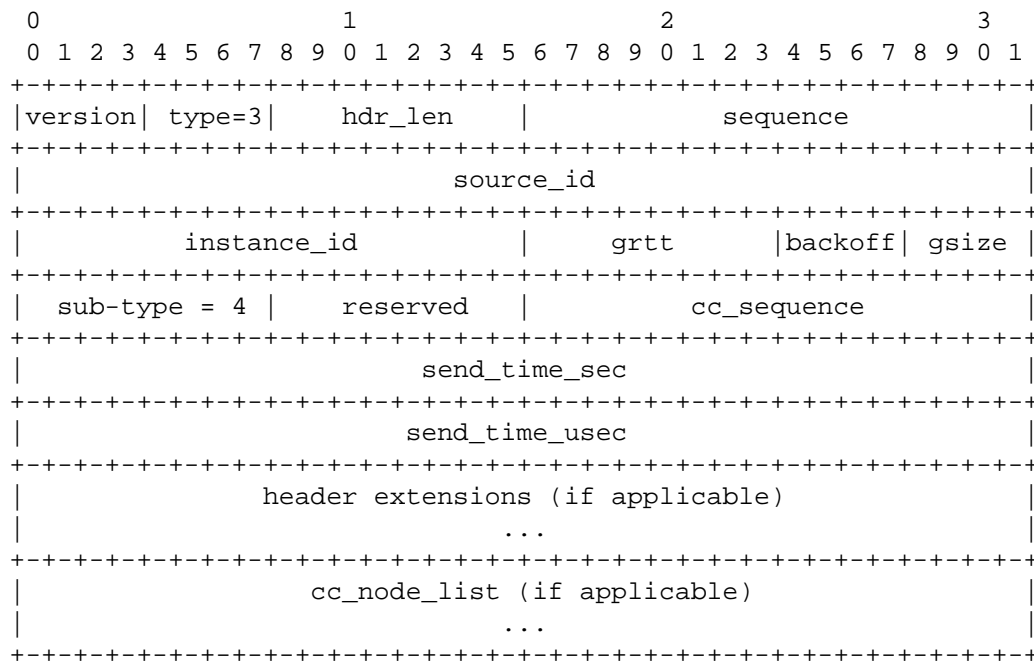 0                   1                   2                   3
 0 1 2 3 4 5 6 7 8 9 0 1 2 3 4 5 6 7 8 9 0 1 2 3 4 5 6 7 8 9 0 1
+-+-+-+-+-+-+-+-+-+-+-+-+-+-+-+-+-+-+-+-+-+-+-+-+-+-+-+-+-+-+-+-+
|version| type=3|    hdr_len    |            sequence           |
+-+-+-+-+-+-+-+-+-+-+-+-+-+-+-+-+-+-+-+-+-+-+-+-+-+-+-+-+-+-+-+-+
|                           source_id                           |
+-+-+-+-+-+-+-+-+-+-+-+-+-+-+-+-+-+-+-+-+-+-+-+-+-+-+-+-+-+-+-+-+
|          instance_id          |     grtt      |backoff| gsize |
+-+-+-+-+-+-+-+-+-+-+-+-+-+-+-+-+-+-+-+-+-+-+-+-+-+-+-+-+-+-+-+-+
|  sub-type = 4 |    reserved   |          cc_sequence          |
+-+-+-+-+-+-+-+-+-+-+-+-+-+-+-+-+-+-+-+-+-+-+-+-+-+-+-+-+-+-+-+-+
|                         send_time_sec                         |
+-+-+-+-+-+-+-+-+-+-+-+-+-+-+-+-+-+-+-+-+-+-+-+-+-+-+-+-+-+-+-+-+
|                        send_time_usec                         |
+-+-+-+-+-+-+-+-+-+-+-+-+-+-+-+-+-+-+-+-+-+-+-+-+-+-+-+-+-+-+-+-+
|               header extensions (if applicable)               |
|                              ...                              |
+-+-+-+-+-+-+-+-+-+-+-+-+-+-+-+-+-+-+-+-+-+-+-+-+-+-+-+-+-+-+-+-+
|                  cc_node_list (if applicable)                 |
|                              ...                              |
+-+-+-+-+-+-+-+-+-+-+-+-+-+-+-+-+-+-+-+-+-+-+-+-+-+-+-+-+-+-+-+-+